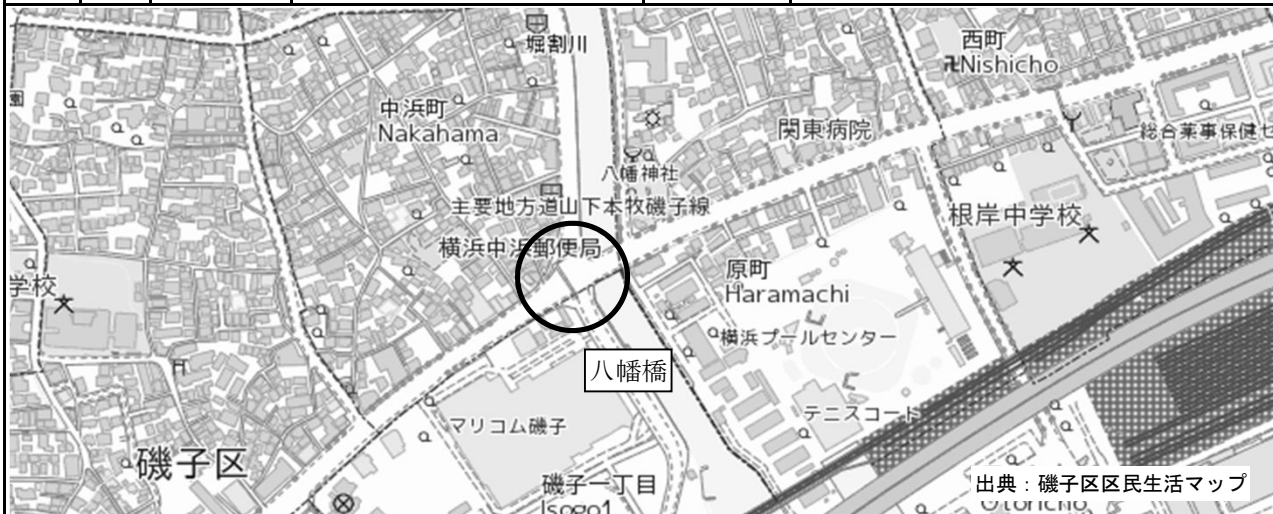 堀割川
西町
Nishicho
園
中浜町
Nakahama
関東病院
総合薬事保健セ
八幡神社
主要地方道山下本牧磯子線
根岸中学校
横浜中浜郵便局
学校
原町
Haramachi
横浜プールセンター
八幡橋
テニスコート
マリコム磯子
磯子区
磯子一丁目
Isogo1
出典：磯子区区民生活マップ
Otoricho